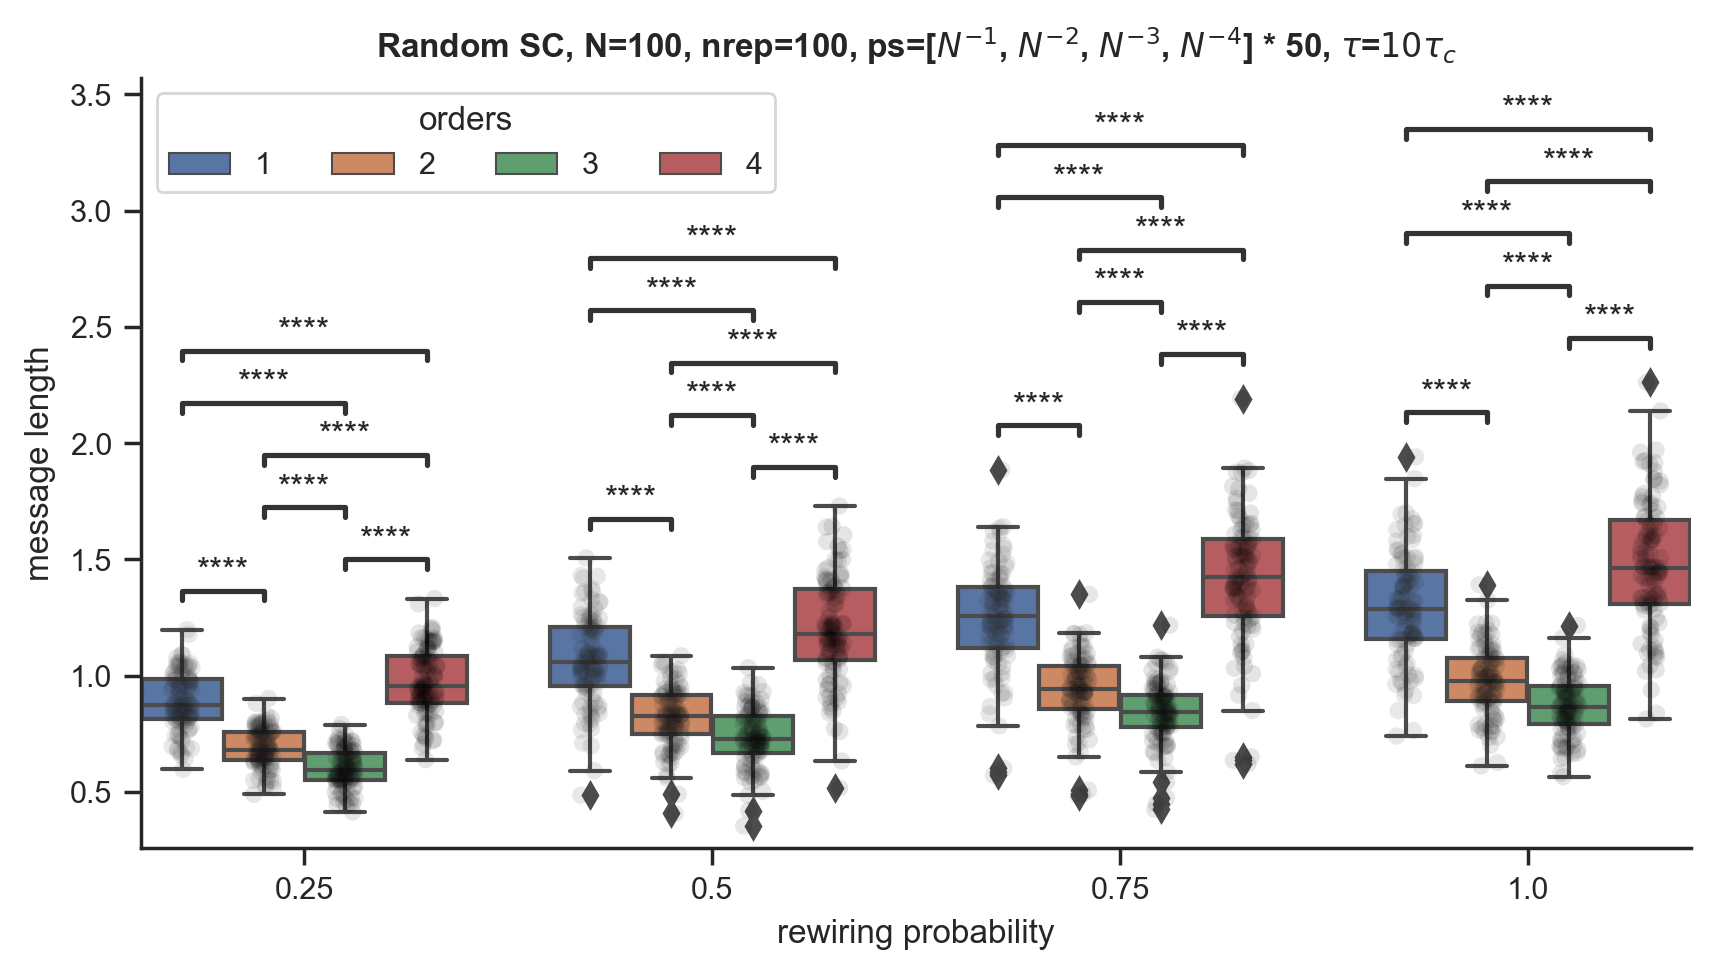 Random SC, N=100, nrep=100, ps=[N⁻¹, N⁻², N⁻³, N⁻⁴] * 50, τ=10τ_c
orders
1 2 3 4
message length
3.5
3.0
2.5
2.0
1.5
1.0
0.5
**** **** **** **** **** ****
**** **** **** **** **** ****
**** **** **** **** **** ****
**** **** **** **** **** ****
0.25 0.5 0.75 1.0
rewiring probability